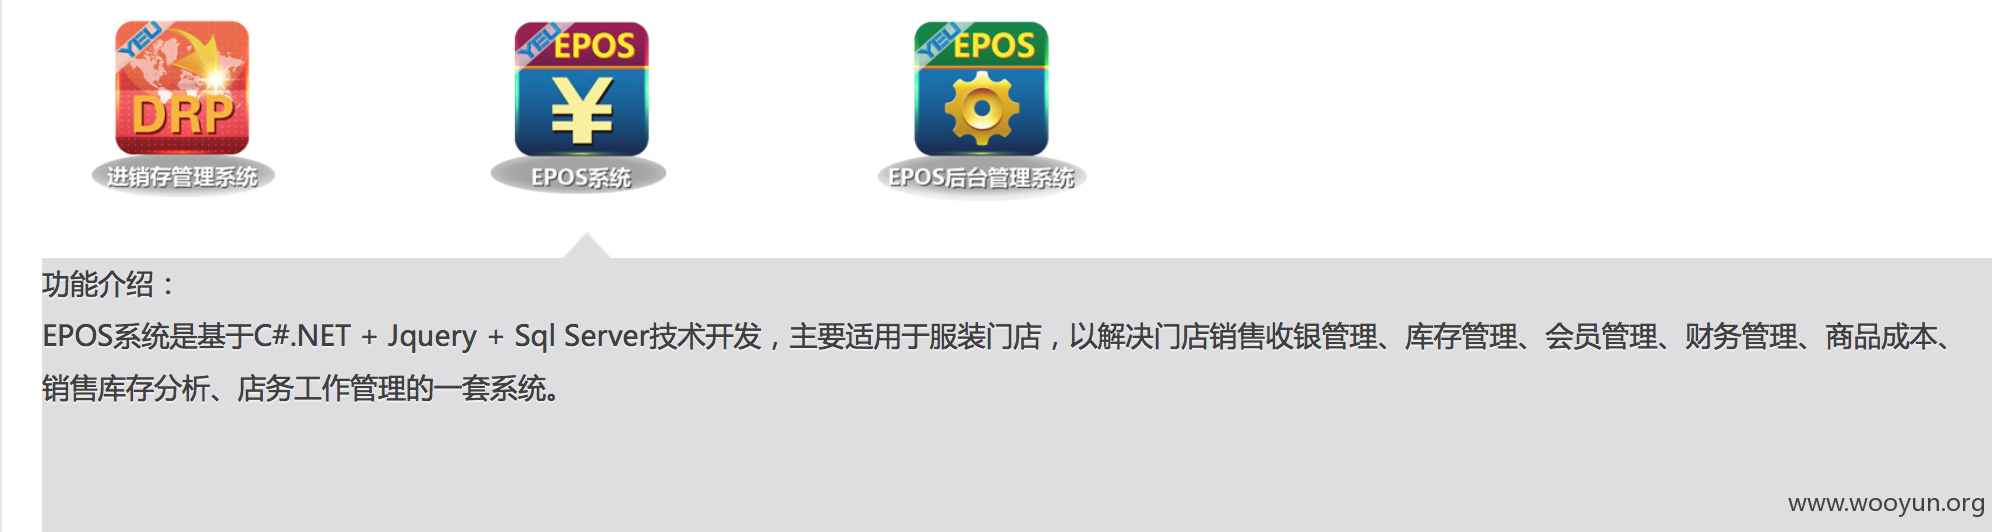 YEU
DRP
进销存管理系统
YEU EPOS
¥
EPOS系统
YEU EPOS
EPOS后台管理系统
功能介绍：
EPOS系统是基于C#.NET + Jquery + Sql Server技术开发，主要适用于服装门店，以解决门店销售收银管理、库存管理、会员管理、财务管理、商品成本、
销售库存分析、店务工作管理的一套系统。
www.wooyun.org